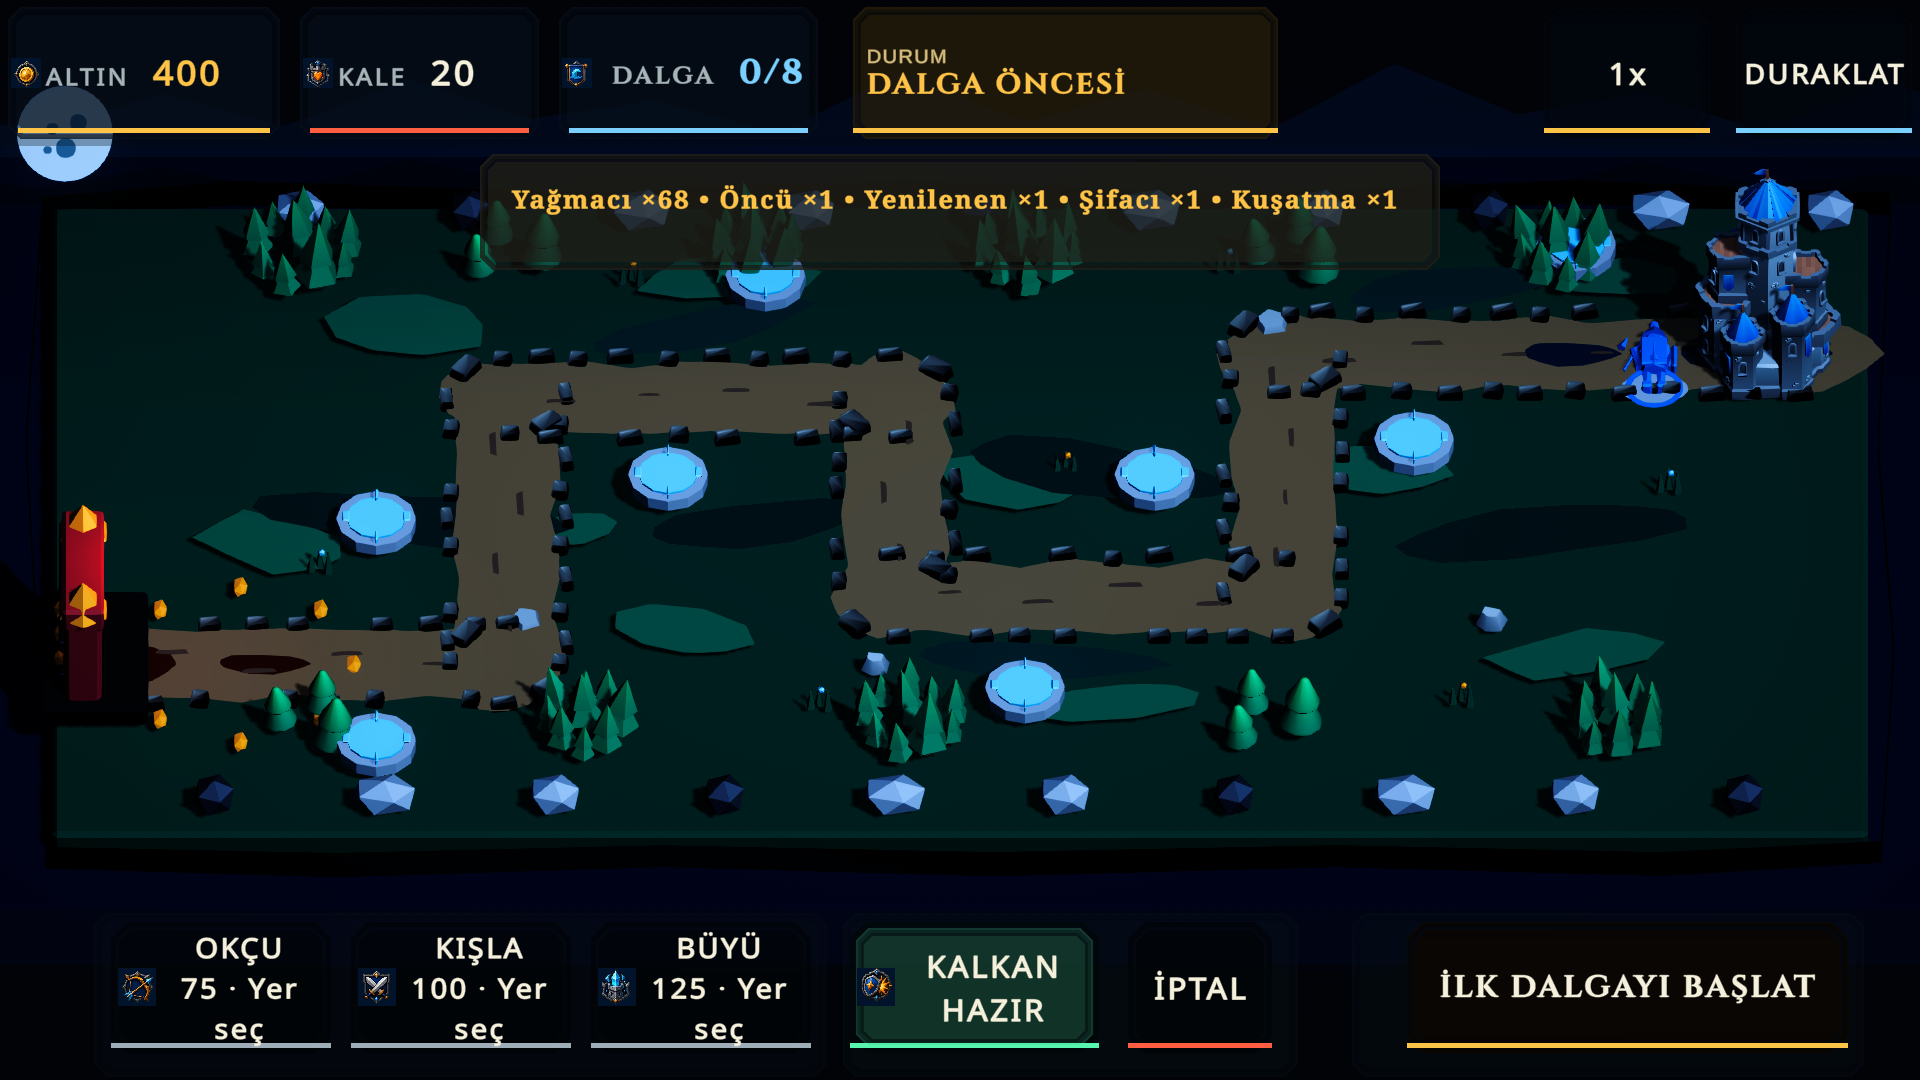 ALTIN 400
KALE 20
DALGA 0/8
DURUM
DALGA ÖNCESİ
1x
DURAKLAT
Yağmacı ×68 • Öncü ×1 • Yenilenen ×1 • Şifacı ×1 • Kuşatma ×1
OKÇU
75 · Yer
seç
KIŞLA
100 · Yer
seç
BÜYÜ
125 · Yer
seç
KALKAN
HAZIR
İPTAL
İLK DALGAYI BAŞLAT